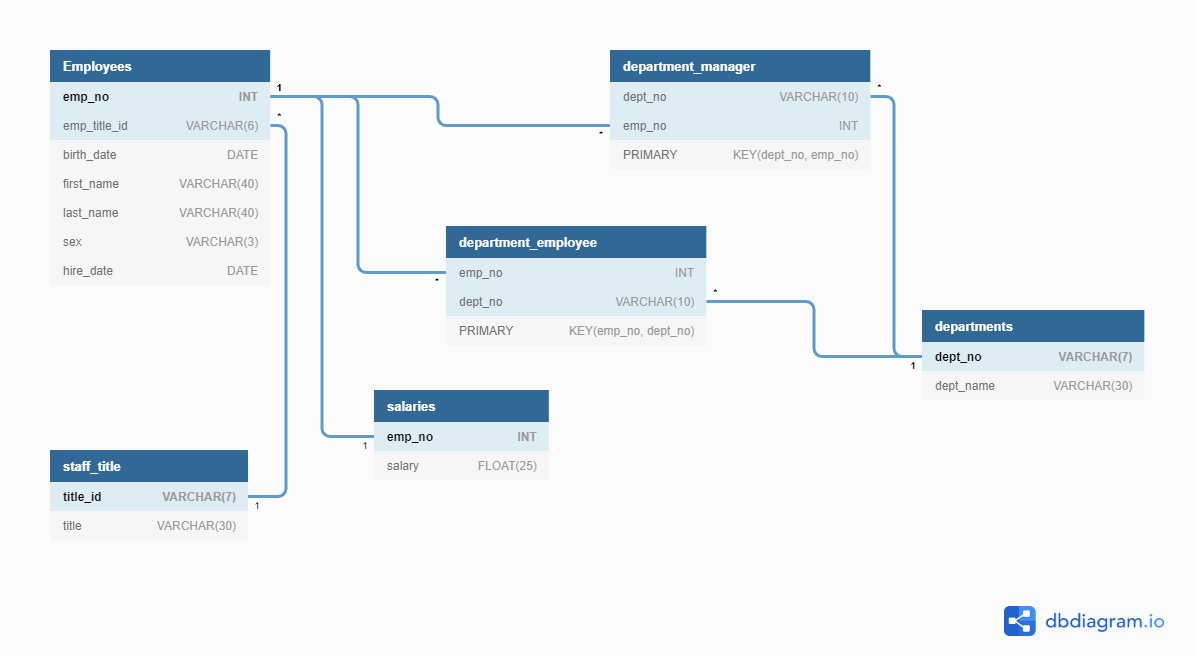 Employees
emp_no INT
emp_title_id VARCHAR(6)
birth_date DATE
first_name VARCHAR(40)
last_name VARCHAR(40)
sex VARCHAR(3)
hire_date DATE
1
*
department_manager
dept_no VARCHAR(10)
emp_no INT
PRIMARY KEY(dept_no, emp_no)
*
*
department_employee
emp_no INT
dept_no VARCHAR(10)
PRIMARY KEY(emp_no, dept_no)
*
*
departments
dept_no VARCHAR(7)
dept_name VARCHAR(30)
1
salaries
emp_no INT
salary FLOAT(25)
1
staff_title
title_id VARCHAR(7)
title VARCHAR(30)
1
dbdiagram.io